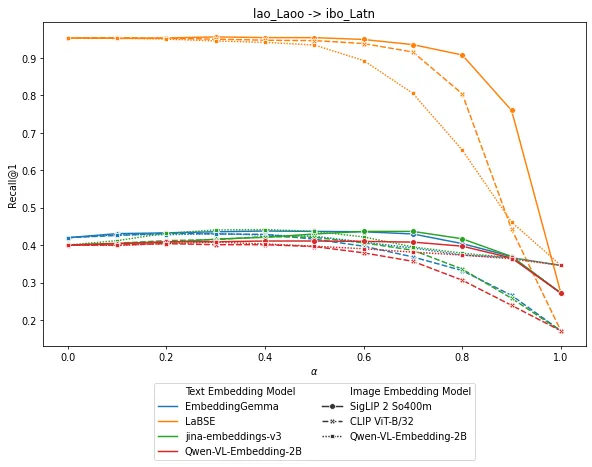 lao_Laoo -> ibo_Latn
Recall@1
0.9
0.8
0.7
0.6
0.5
0.4
0.3
0.2
0.0 0.2 0.4 0.6 0.8 1.0
α
Text Embedding Model Image Embedding Model
EmbeddingGemma SigLIP 2 So400m
LaBSE CLIP ViT-B/32
jina-embeddings-v3 Qwen-VL-Embedding-2B
Qwen-VL-Embedding-2B